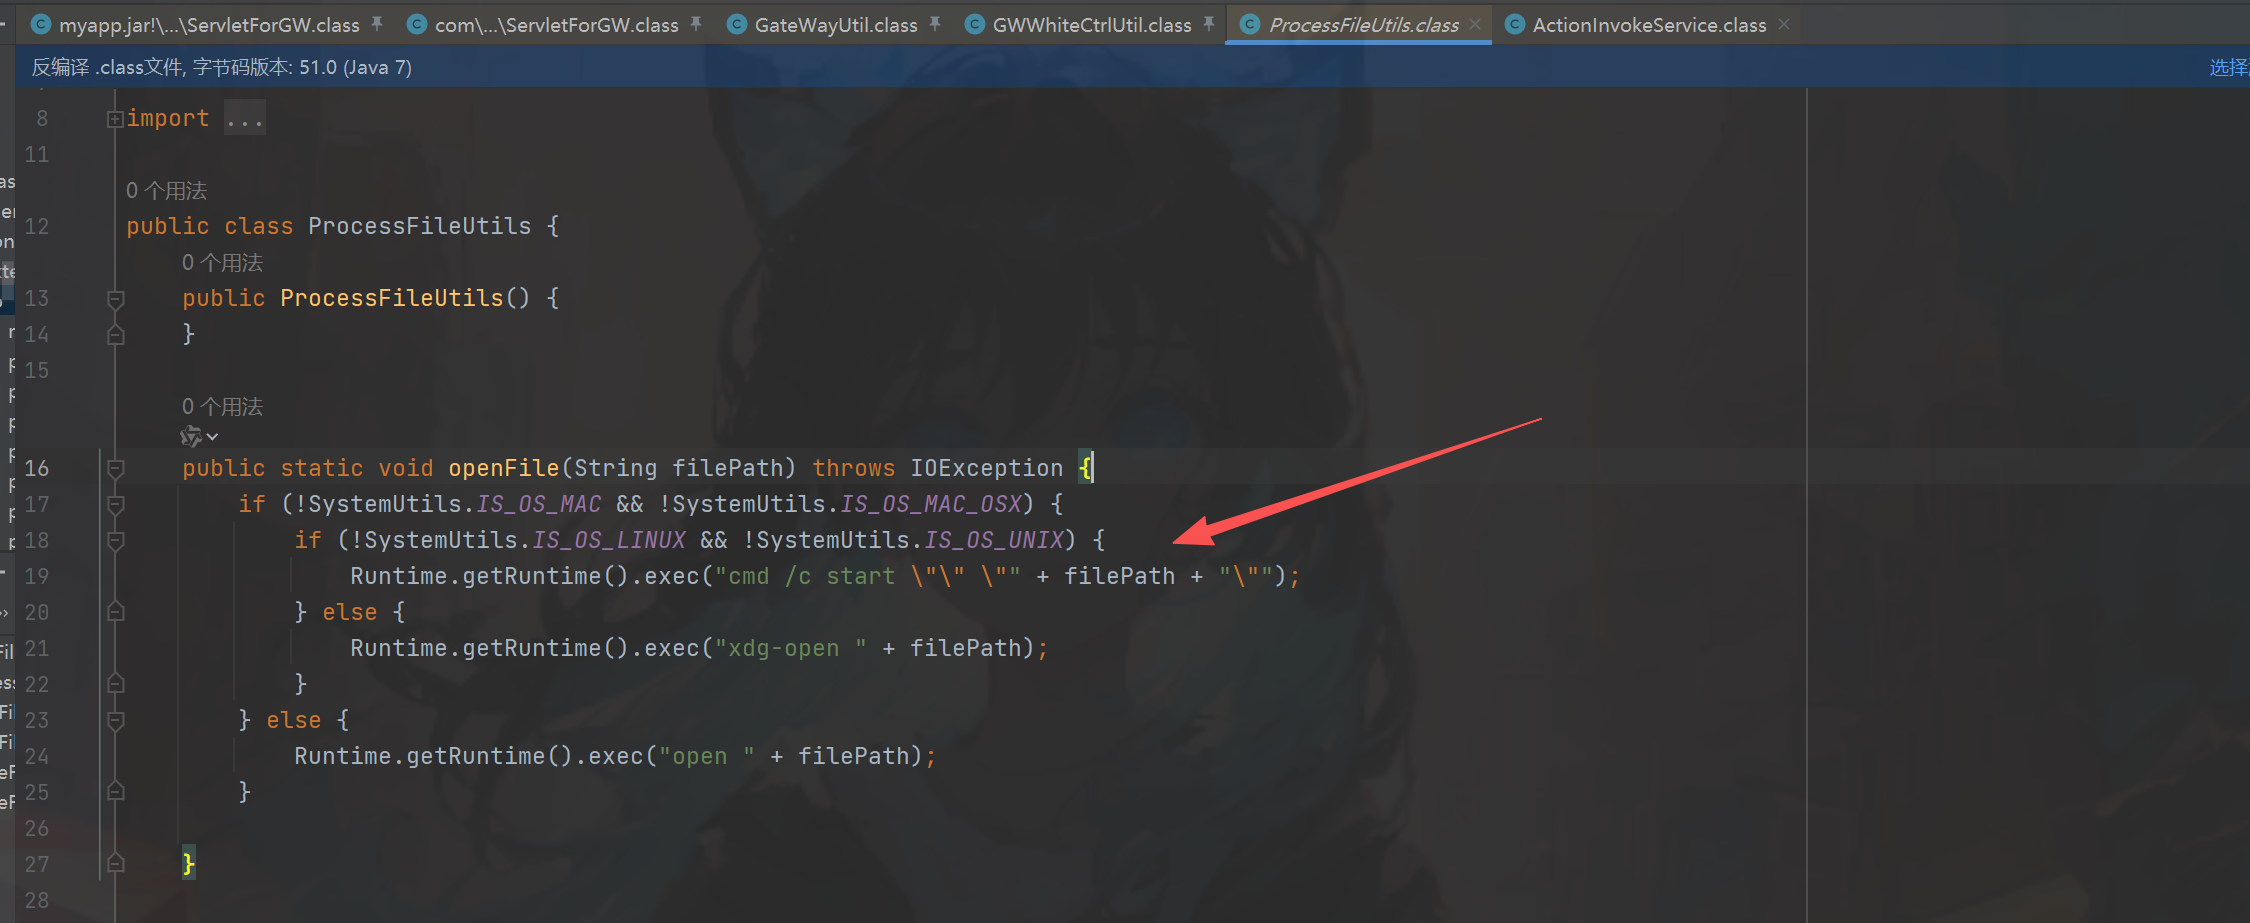 myapp.jar!\...\ServletForGW.class com\...\ServletForGW.class GateWayUtil.class GWWhiteCtrlUtil.class ProcessFileUtils.class ActionInvokeService.class
反编译 .class文件, 字节码版本: 51.0 (Java 7) 选择
8 import ...
11
0 个用法
12 public class ProcessFileUtils {
0 个用法
13 public ProcessFileUtils() {
14 }
15
0 个用法
16 public static void openFile(String filePath) throws IOException {
17 if (!SystemUtils.IS_OS_MAC && !SystemUtils.IS_OS_MAC_OSX) {
18 if (!SystemUtils.IS_OS_LINUX && !SystemUtils.IS_OS_UNIX) {
19 Runtime.getRuntime().exec("cmd /c start \"\" \"" + filePath + "\"");
20 } else {
21 Runtime.getRuntime().exec("xdg-open " + filePath);
22 }
23 } else {
24 Runtime.getRuntime().exec("open " + filePath);
25 }
26
27 }
28